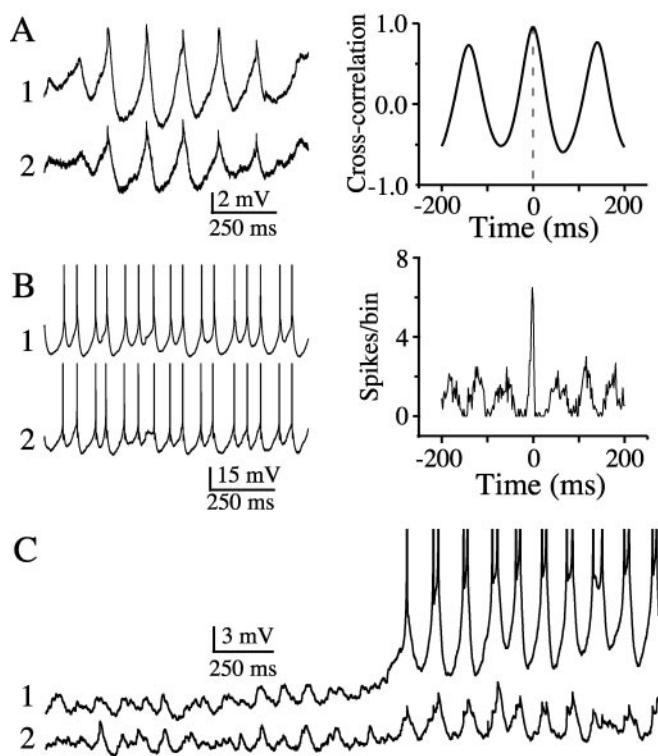 A
1
2
2 mV
250 ms
Cross-correlation
1.0
0.0
-1.0
-200 0 200
Time (ms)
B
1
2
15 mV
250 ms
Spikes/bin
8
4
0
-200 0 200
Time (ms)
C
3 mV
250 ms
1
2